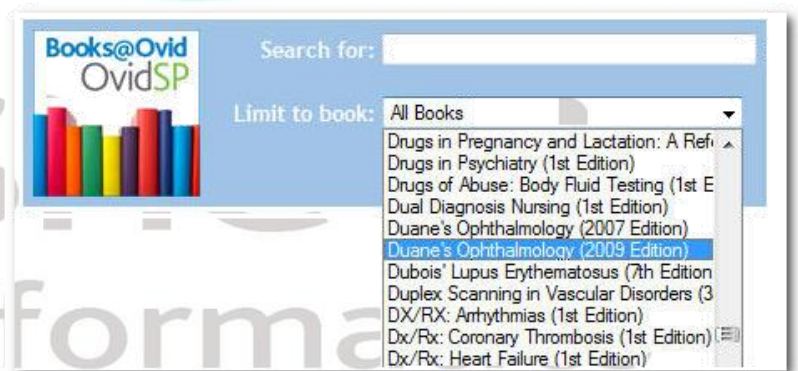 Books@Ovid
OvidSP
Search for:
Limit to book: All Books
Drugs in Pregnancy and Lactation: A Refe
Drugs in Psychiatry (1st Edition)
Drugs of Abuse: Body Fluid Testing (1st E
Dual Diagnosis Nursing (1st Edition)
Duane's Ophthalmology (2007 Edition)
Duane's Ophthalmology (2009 Edition)
Dubois' Lupus Erythematosus (7th Edition
Duplex Scanning in Vascular Disorders (3
DX/RX: Arrhythmias (1st Edition)
Dx/Rx: Coronary Thrombosis (1st Edition)
Dx/Rx: Heart Failure (1st Edition)
forma